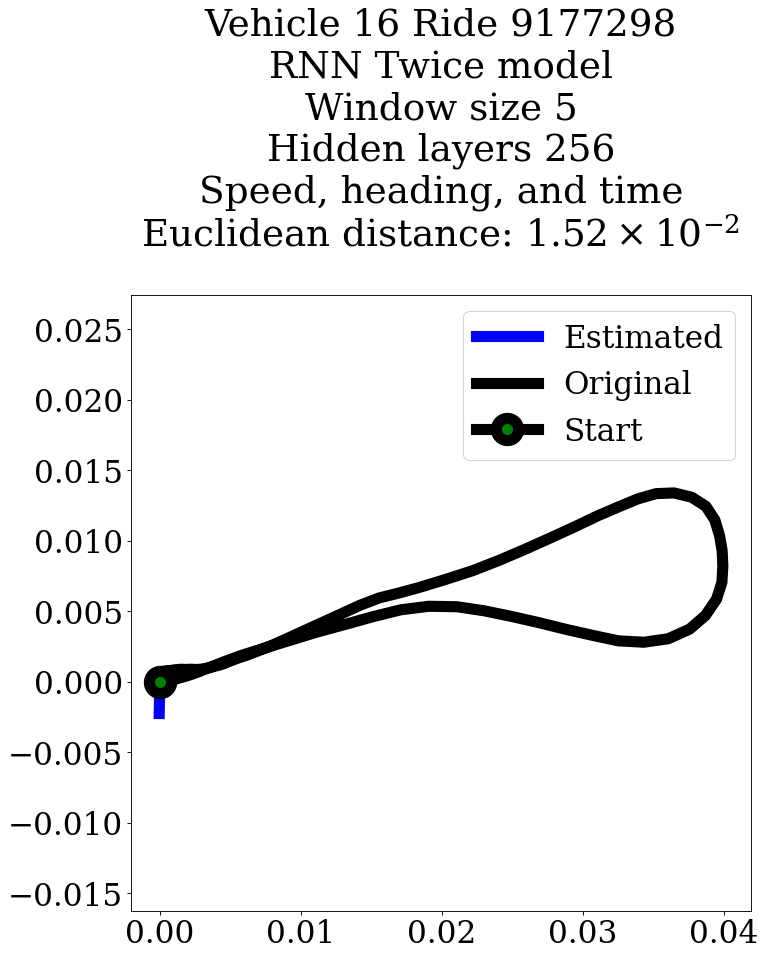 Vehicle 16 Ride 9177298
RNN Twice model
Window size 5
Hidden layers 256
Speed, heading, and time
Euclidean distance: 1.52 × 10⁻²
Estimated
Original
Start
0.025
0.020
0.015
0.010
0.005
0.000
−0.005
−0.010
−0.015
0.00 0.01 0.02 0.03 0.04